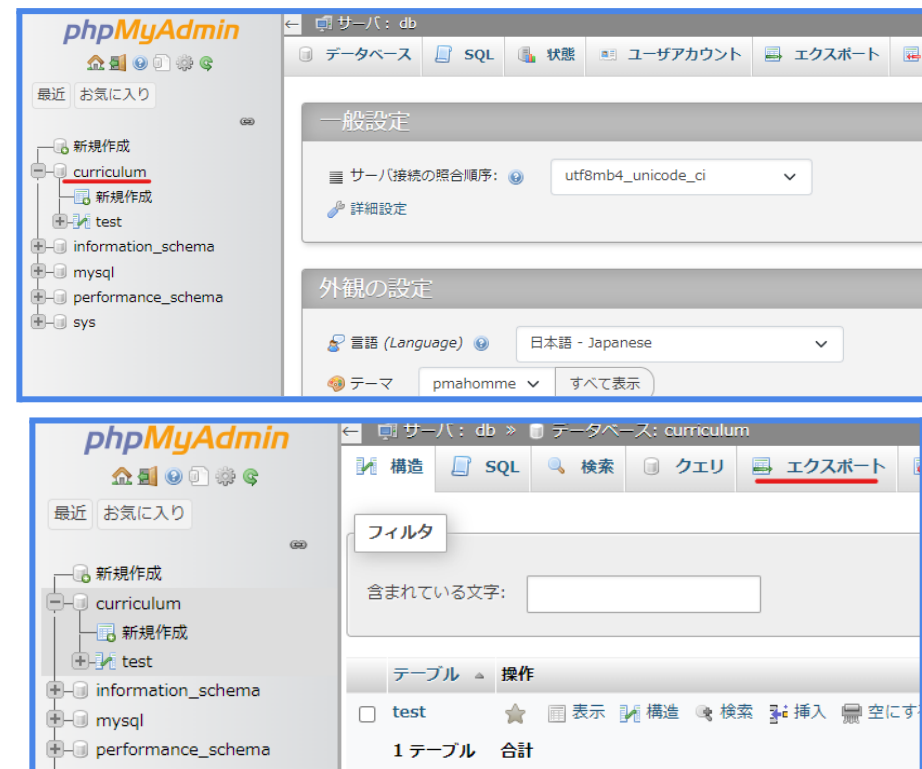 phpMyAdmin
最近 お気に入り
新規作成
curriculum
新規作成
test
information_schema
mysql
performance_schema
sys
← サーバ: db
データベース SQL 状態 ユーザアカウント エクスポート
一般設定
サーバ接続の照合順序: utf8mb4_unicode_ci
詳細設定
外観の設定
言語 (Language) 日本語 - Japanese
テーマ pmahomme すべて表示
phpMyAdmin
最近 お気に入り
新規作成
curriculum
新規作成
test
information_schema
mysql
performance_schema
← サーバ: db » データベース: curriculum
構造 SQL 検索 クエリ エクスポート
フィルタ
含まれている文字:
テーブル 操作
test 表示 構造 検索 挿入 空にす
1 テーブル 合計